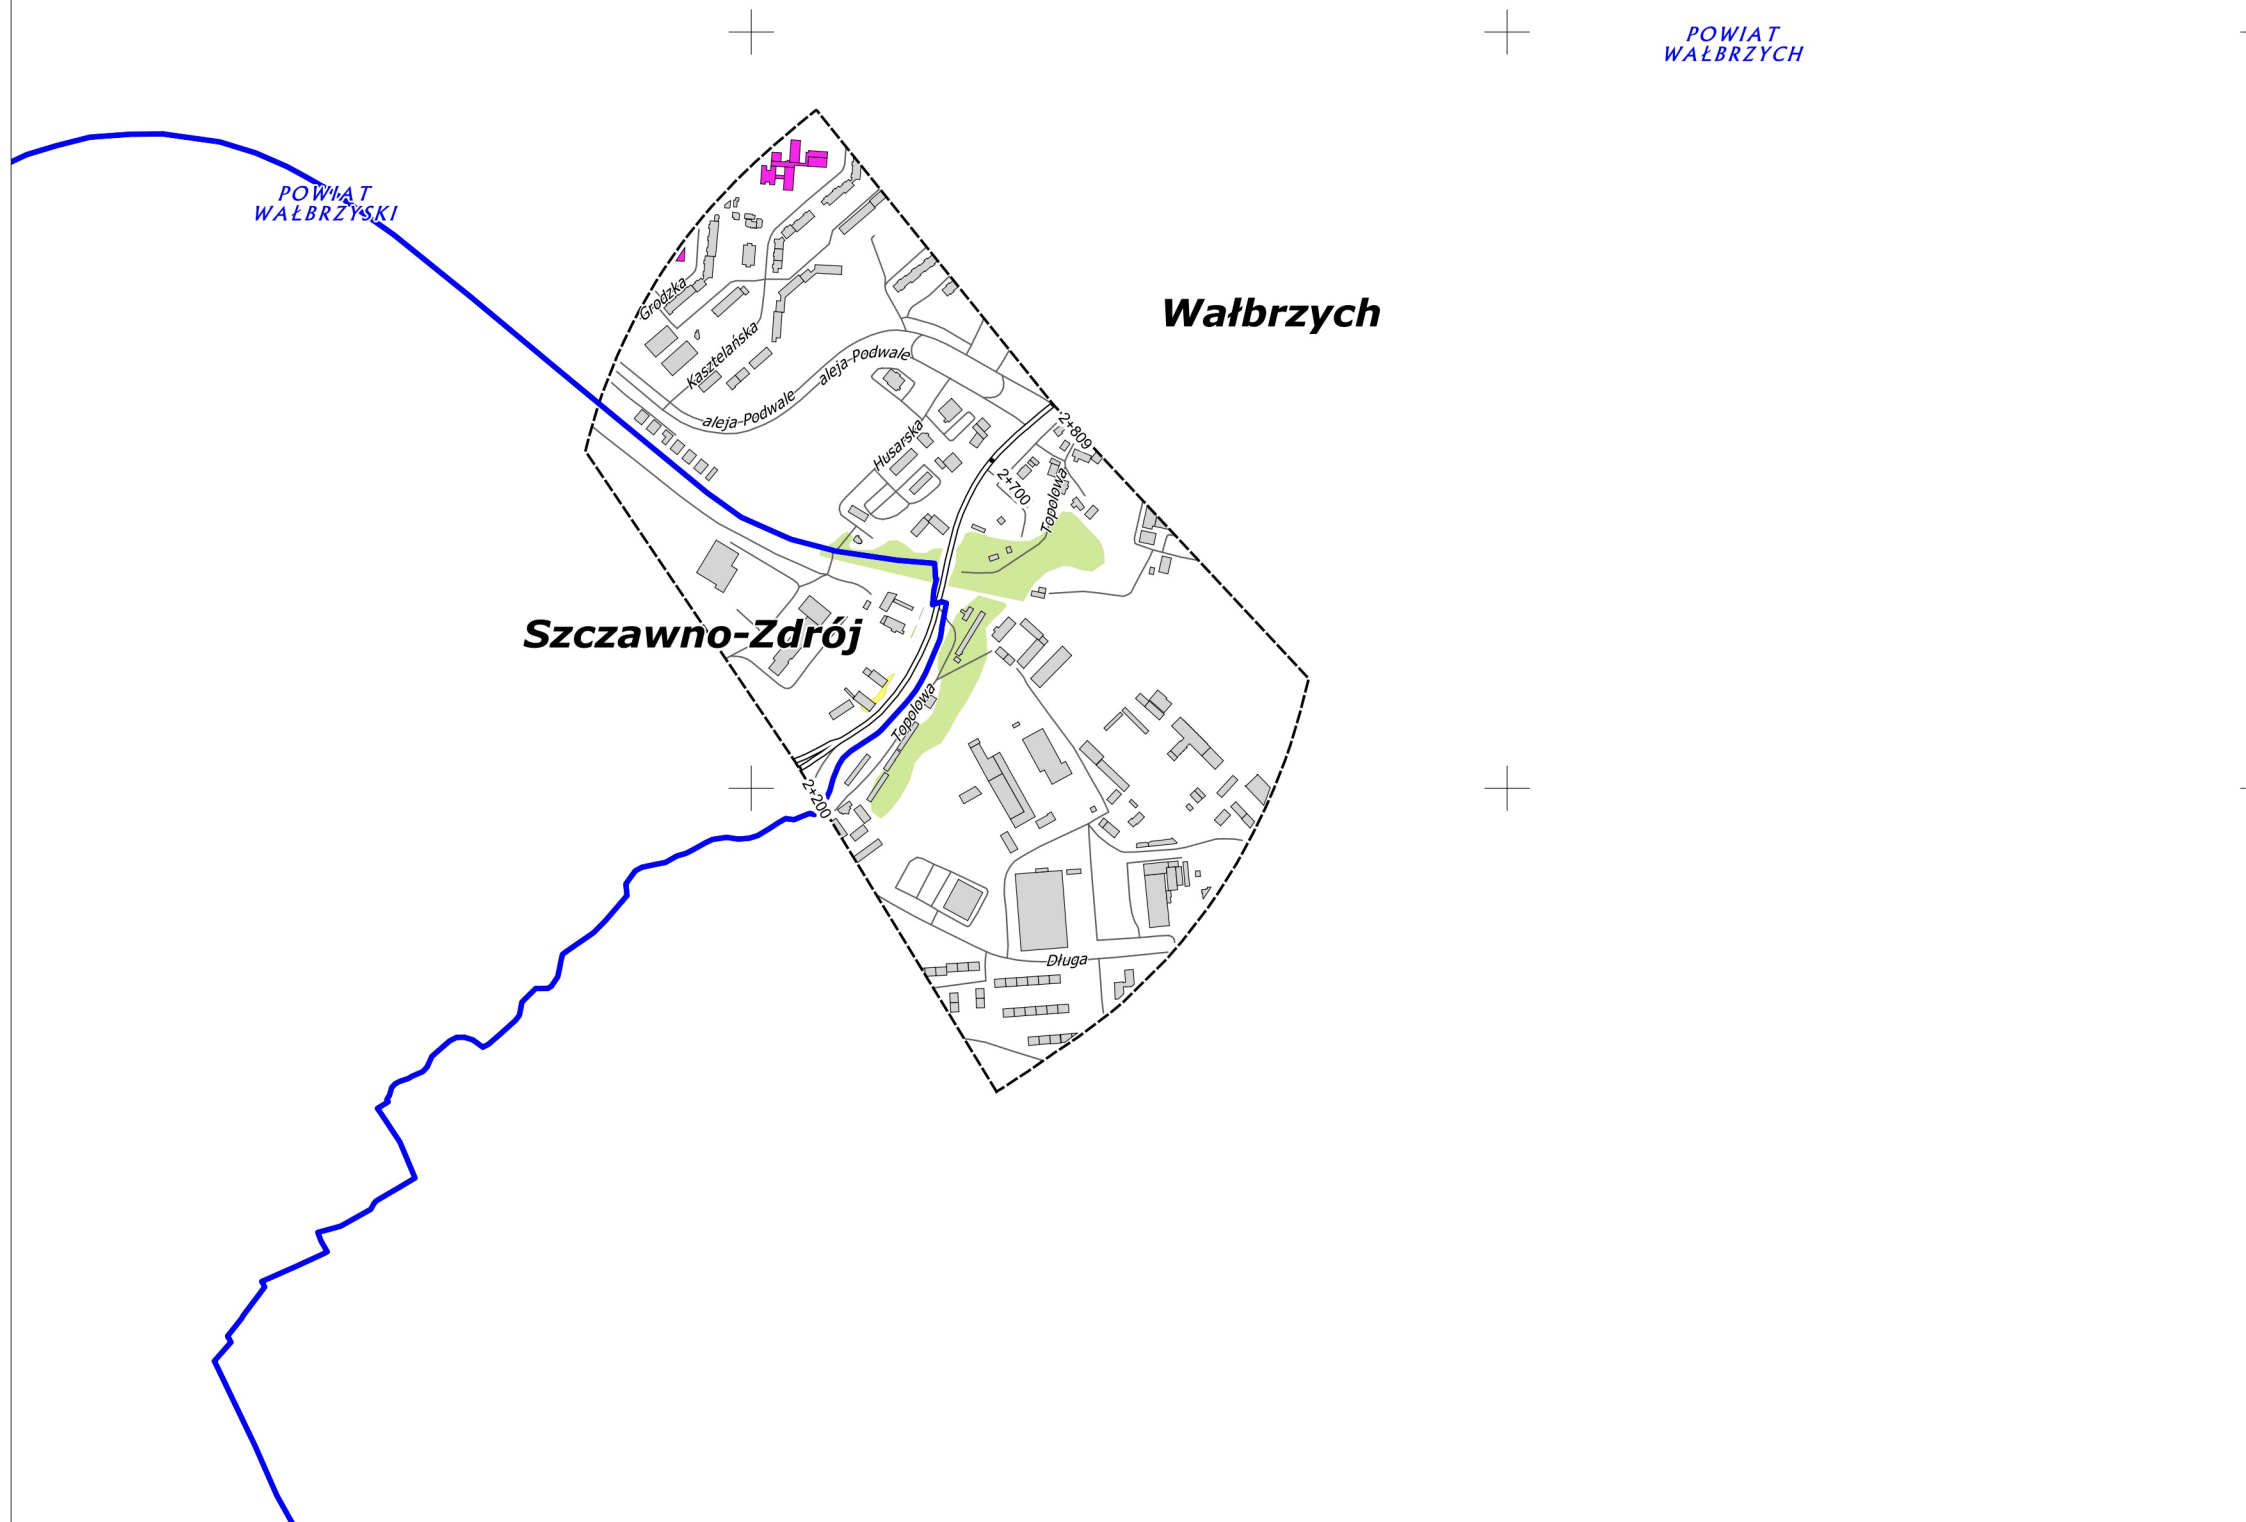 POWIAT
WAŁBRZYCH
POWIAT
WAŁBRZYSKI
Grodzka
Wałbrzych
Kasztelańska
aleja-Podwale
aleja-Podwale
2+809
Husarska
2+700
Topolowa
Szczawno-Zdrój
Topolowa
2+200
Długa